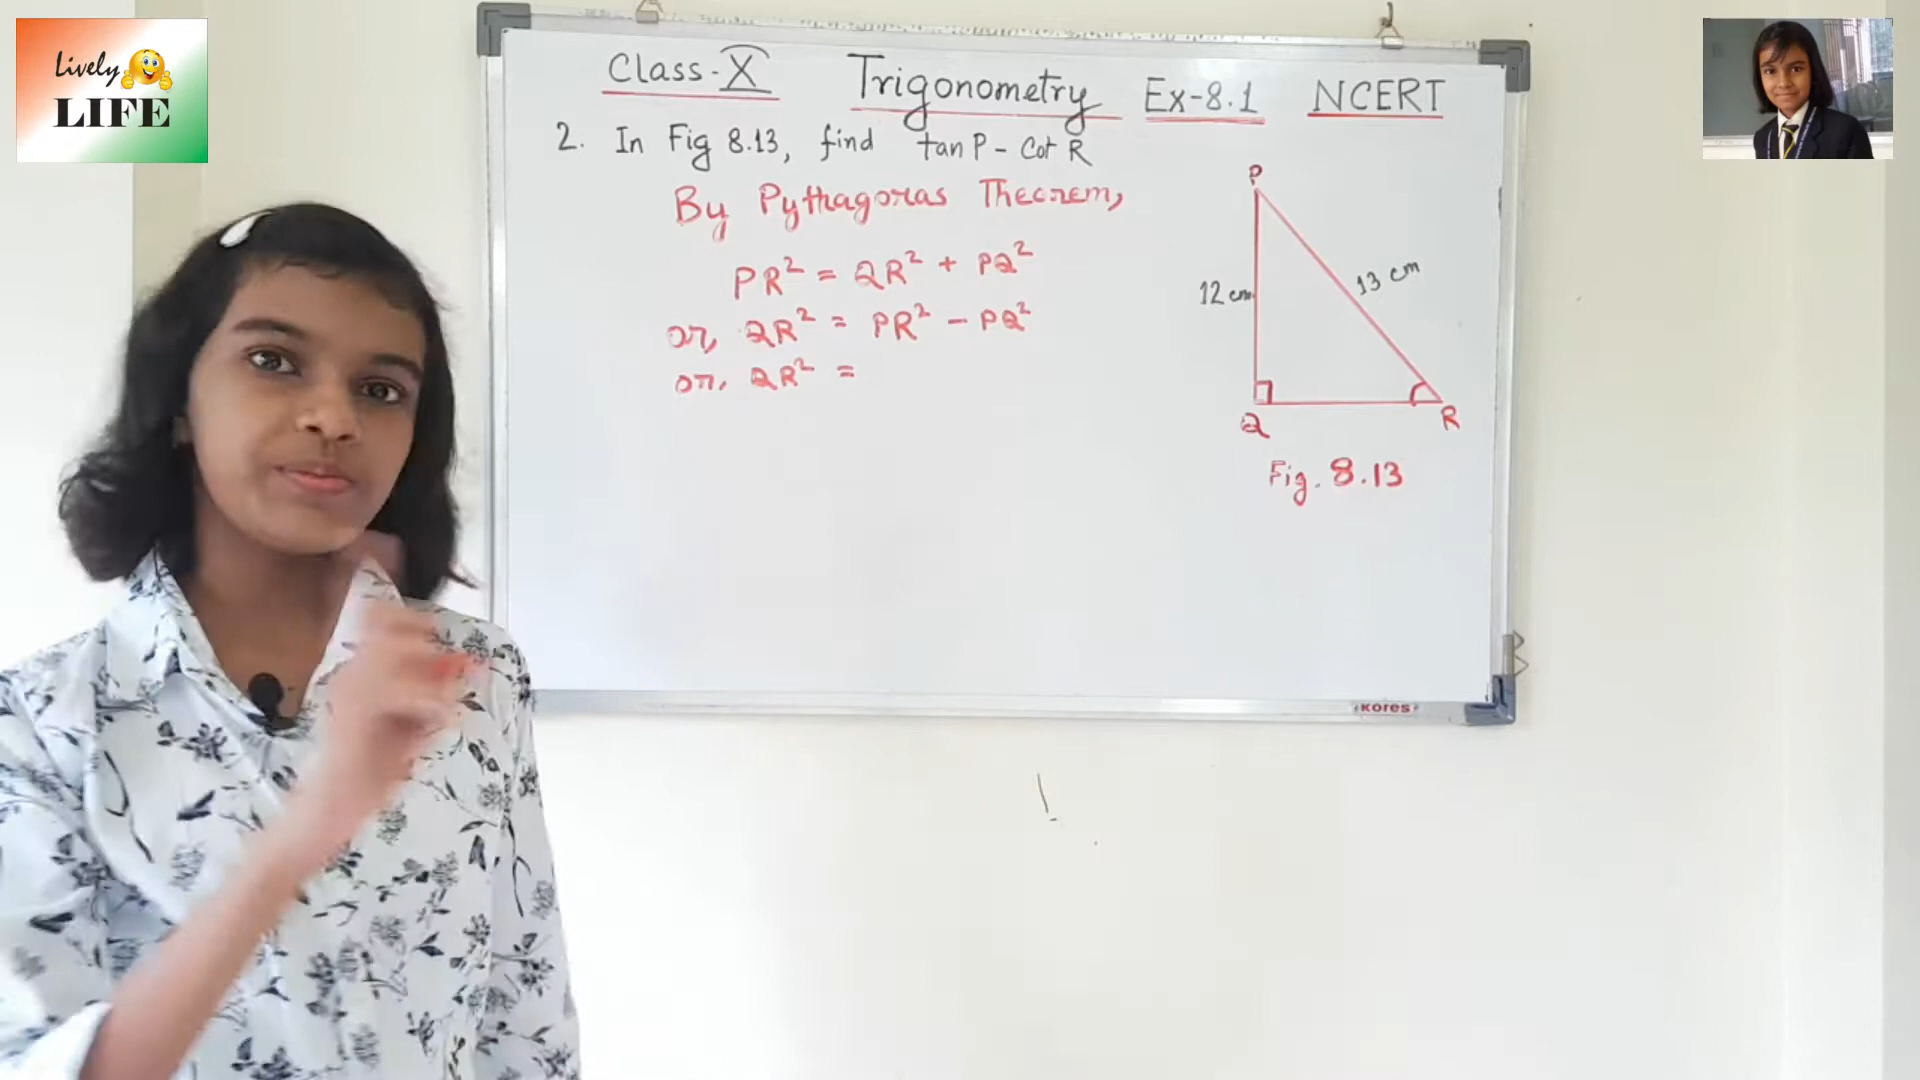 Lively
LIFE
Class-X Trigonometry Ex-8.1 NCERT
2. In Fig 8.13, find tan P - Cot R
By Pythagoras Theorem,
PR² = QR² + PQ²
or, QR² = PR² - PQ²
or, QR² =
P
12 cm
13 cm
Q
R
Fig. 8.13
Kores